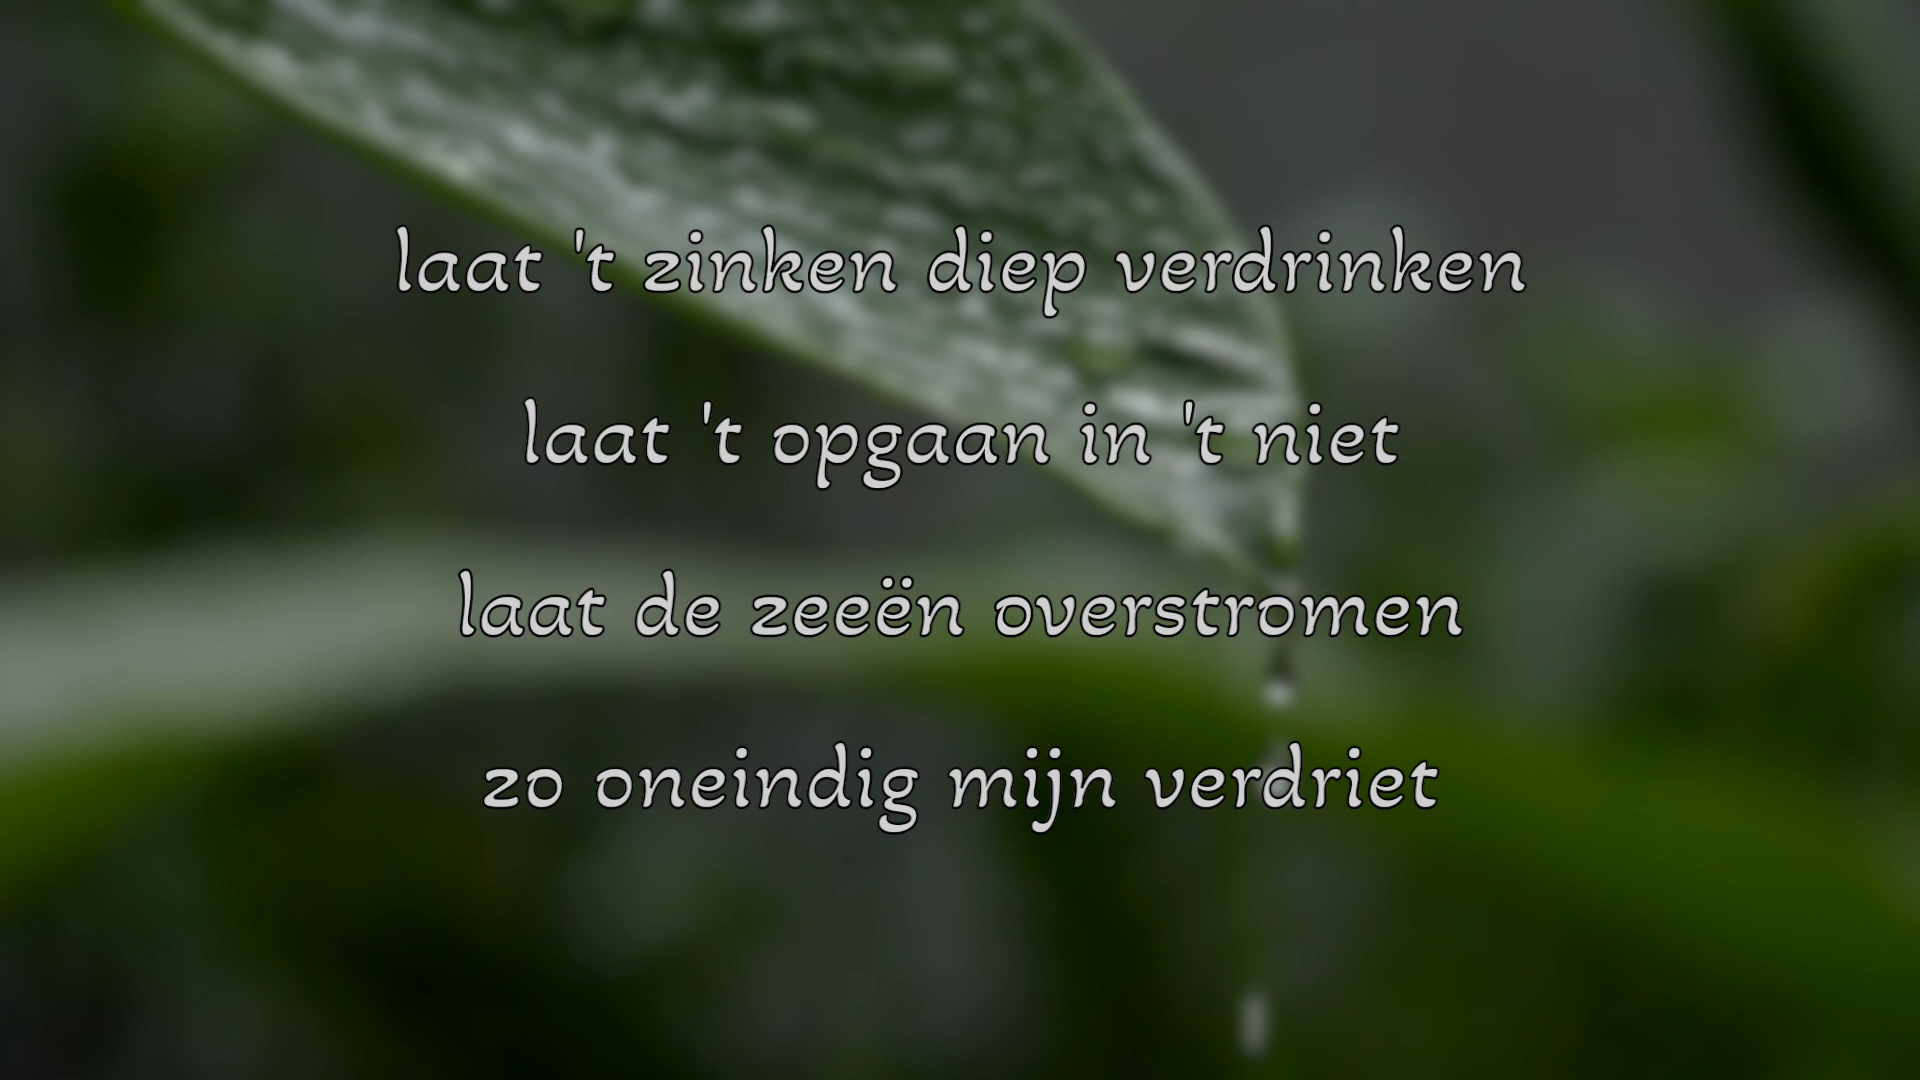 laat 't zinken diep verdrinken
laat 't opgaan in 't niet
laat de zeeën overstromen
zo oneindig mijn verdriet